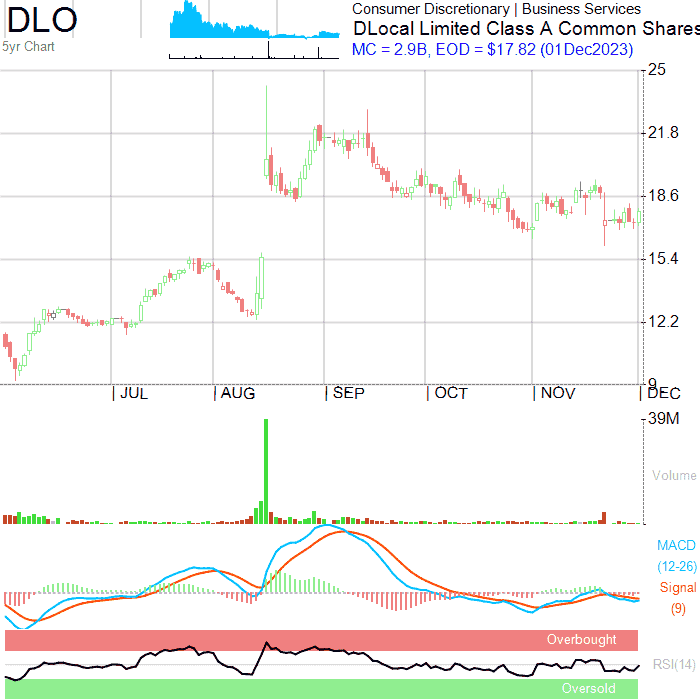 DLO
5yr Chart
Consumer Discretionary | Business Services
DLocal Limited Class A Common Shares
MC = 2.9B, EOD = $17.82 (01Dec2023)
25
21.8
18.6
15.4
12.2
9
JUL
AUG
SEP
OCT
NOV
DEC
39M
Volume
MACD
(12-26)
Signal
(9)
Overbought
RSI(14)
Oversold